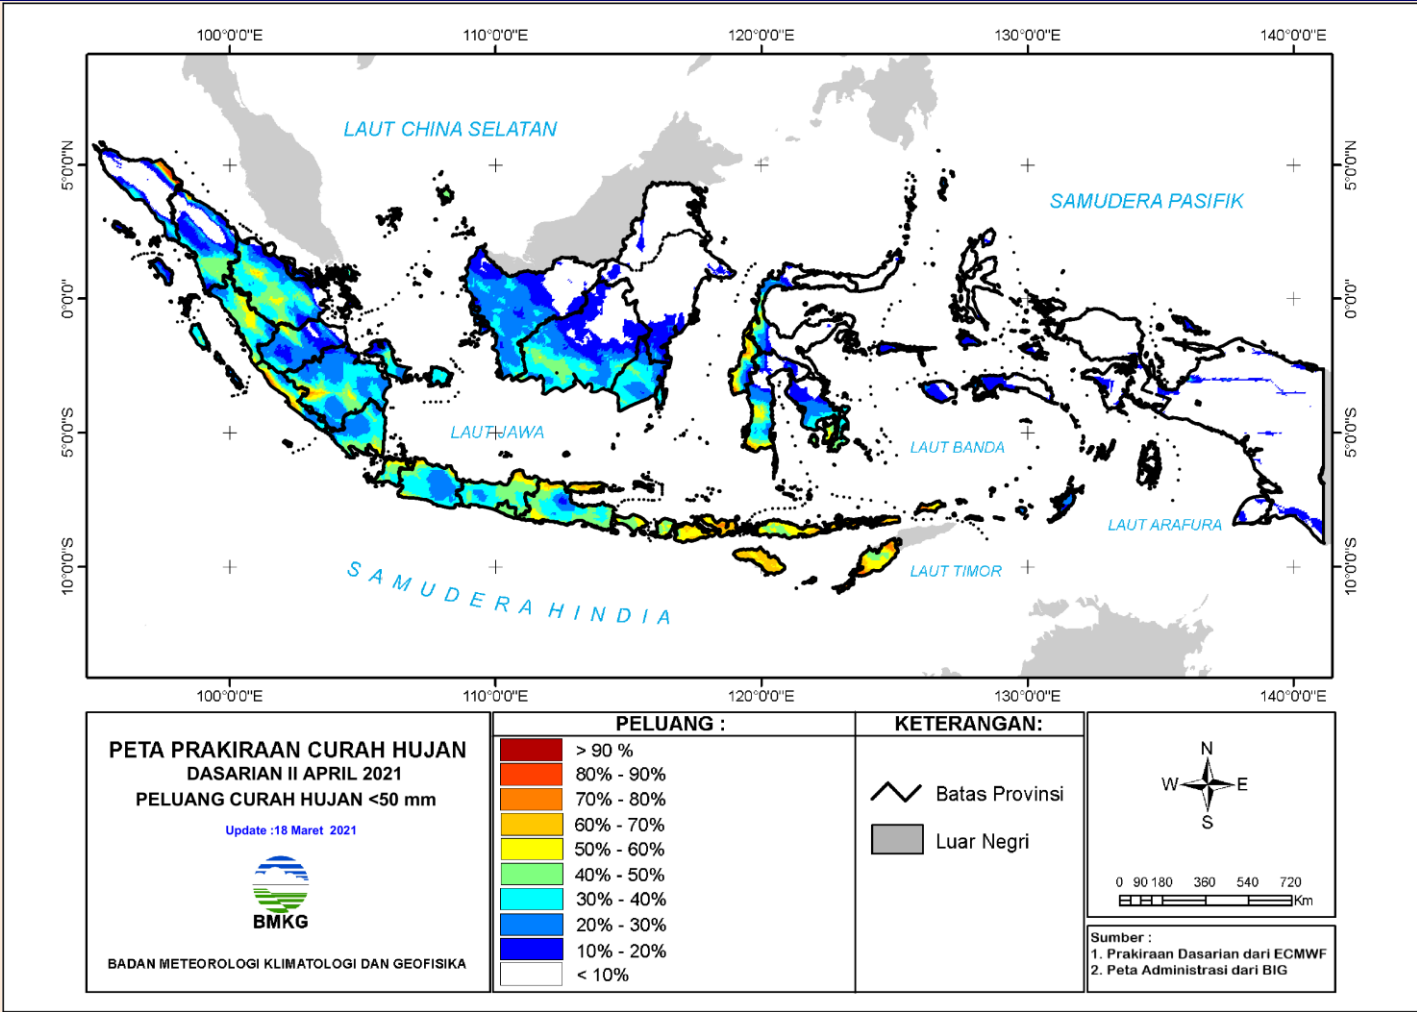 100°0'0"E 110°0'0"E 120°0'0"E 130°0'0"E 140°0'0"E
LAUT CHINA SELATAN
5°0'0"N 5°0'0"N
SAMUDERA PASIFIK
0°0'0" 0°0'0"
5°0'0"S 5°0'0"S
LAUT JAWA
LAUT BANDA
LAUT ARAFURA
10°0'0"S 10°0'0"S
LAUT TIMOR
SAMUDERA HINDIA
100°0'0"E 110°0'0"E 120°0'0"E 130°0'0"E 140°0'0"E
PETA PRAKIRAAN CURAH HUJAN
DASARIAN II APRIL 2021
PELUANG CURAH HUJAN <50 mm
Update :18 Maret 2021
BMKG
BADAN METEOROLOGI KLIMATOLOGI DAN GEOFISIKA
PELUANG :
> 90 %
80% - 90%
70% - 80%
60% - 70%
50% - 60%
40% - 50%
30% - 40%
20% - 30%
10% - 20%
< 10%
KETERANGAN:
Batas Provinsi
Luar Negri
N
W E
S
0 90 180 360 540 720
Km
Sumber :
1. Prakiraan Dasarian dari ECMWF
2. Peta Administrasi dari BIG